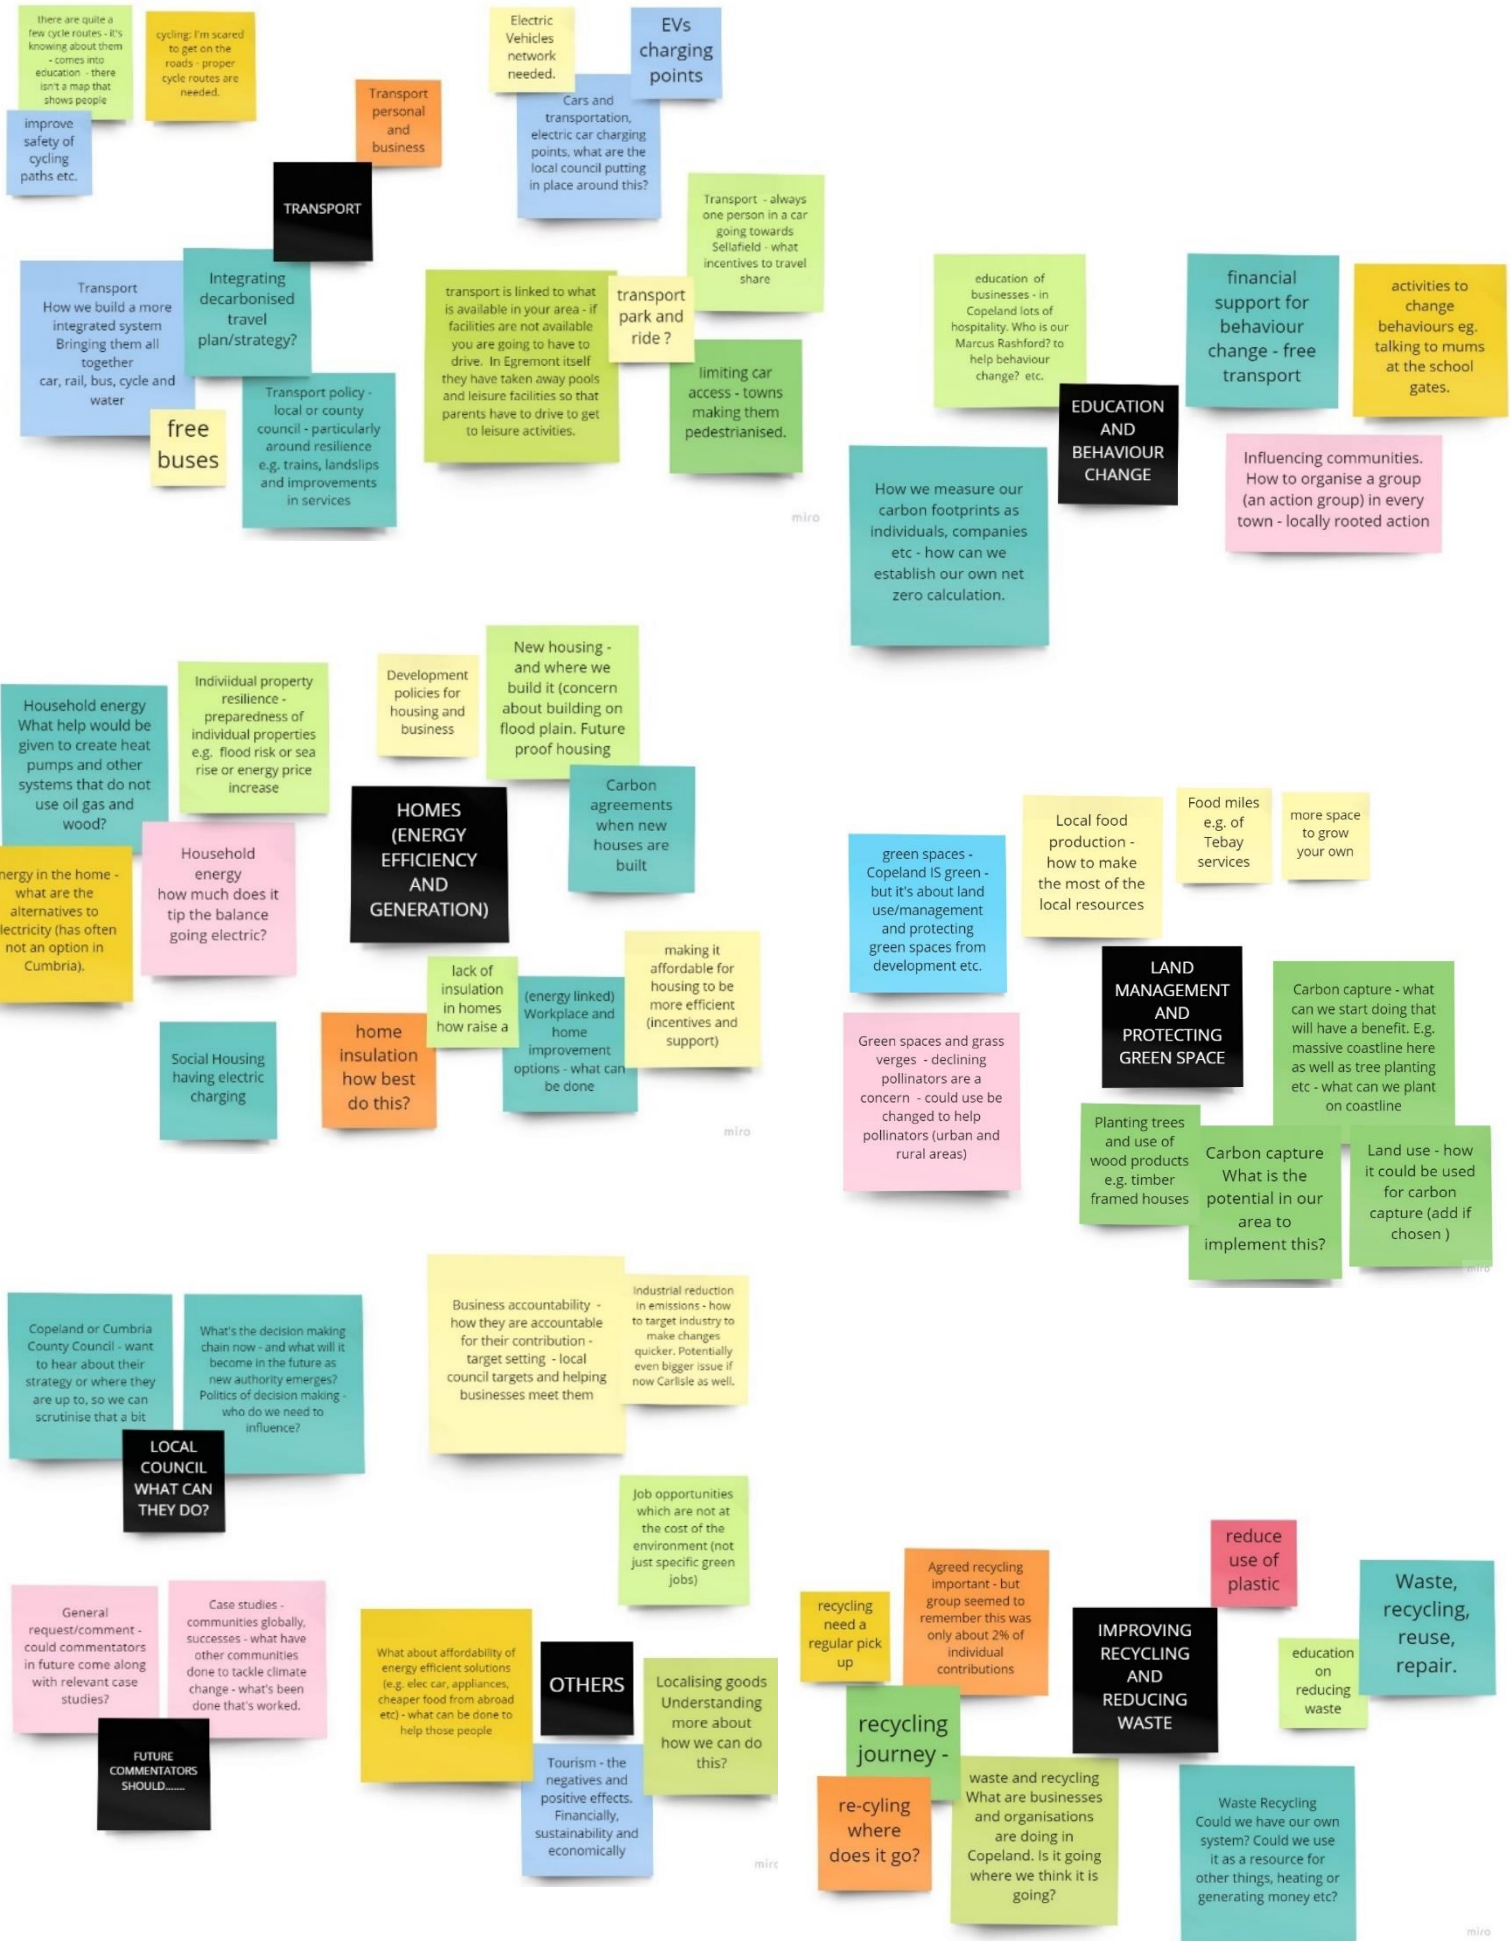 there are quite a
few cycle routes - it's
knowing about them
- comes into
education - there
isn't a map that
shows people
cycling: I'm scared
to get on the
roads - proper
cycle routes are
needed.
improve
safety of
cycling
paths etc.
Transport
personal
and
business
TRANSPORT
Electric
Vehicles
network
needed.
EVs
charging
points
Cars and
transportation,
electric car charging
points, what are the
local council putting
in place around this?
Transport - always
one person in a car
going towards
Sellafield - what
incentives to travel
share
Transport
How we build a more
integrated system
Bringing them all
together
car, rail, bus, cycle and
water
Integrating
decarbonised
travel
plan/strategy?
free
buses
Transport policy -
local or county
council - particularly
around resilience
e.g. trains, landslips
and improvements
in services
transport is linked to what
is available in your area - if
facilities are not available
you are going to have to
drive. In Egremont itself
they have taken away pools
and leisure facilities so that
parents have to drive to get
to leisure activities.
transport
park and
ride ?
limiting car
access - towns
making them
pedestrianised.
miro
education of
businesses - in
Copeland lots of
hospitality. Who is our
Marcus Rashford? to
help behaviour
change? etc.
financial
support for
behaviour
change - free
transport
activities to
change
behaviours eg.
talking to mums
at the school
gates.
EDUCATION
AND
BEHAVIOUR
CHANGE
Influencing communities.
How to organise a group
(an action group) in every
town - locally rooted action
How we measure our
carbon footprints as
individuals, companies
etc - how can we
establish our own net
zero calculation.
Household energy
What help would be
given to create heat
pumps and other
systems that do not
use oil gas and
wood?
Indiviidual property
resilience -
preparedness of
individual properties
e.g. flood risk or sea
rise or energy price
increase
Development
policies for
housing and
business
New housing -
and where we
build it (concern
about building on
flood plain. Future
proof housing
Carbon
agreements
when new
houses are
built
HOMES
(ENERGY
EFFICIENCY
AND
GENERATION)
nergy in the home -
what are the
alternatives to
lectricity (has often
not an option in
Cumbria).
Household
energy
how much does it
tip the balance
going electric?
Social Housing
having electric
charging
home
insulation
how best
do this?
lack of
insulation
in homes
how raise a
(energy linked)
Workplace and
home
improvement
options - what can
be done
making it
affordable for
housing to be
more efficient
(incentives and
support)
miro
green spaces -
Copeland IS green -
but it's about land
use/management
and protecting
green spaces from
development etc.
Local food
production -
how to make
the most of the
local resources
Food miles
e.g. of
Tebay
services
more space
to grow
your own
LAND
MANAGEMENT
AND
PROTECTING
GREEN SPACE
Green spaces and grass
verges - declining
pollinators are a
concern - could use be
changed to help
pollinators (urban and
rural areas)
Carbon capture - what
can we start doing that
will have a benefit. E.g.
massive coastline here
as well as tree planting
etc - what can we plant
on coastline
Planting trees
and use of
wood products
e.g. timber
framed houses
Carbon capture
What is the
potential in our
area to
implement this?
Land use - how
it could be used
for carbon
capture (add if
chosen )
miro
Copeland or Cumbria
County Council - want
to hear about their
strategy or where they
are up to, so we can
scrutinise that a bit
What's the decision making
chain now - and what will it
become in the future as
new authority emerges?
Politics of decision making -
who do we need to
influence?
LOCAL
COUNCIL
WHAT CAN
THEY DO?
Business accountability -
how they are accountable
for their contribution -
target setting - local
council targets and helping
businesses meet them
Industrial reduction
in emissions - how
to target industry to
make changes
quicker. Potentially
even bigger issue if
now Carlisle as well.
Job opportunities
which are not at
the cost of the
environment (not
just specific green
jobs)
General
request/comment -
could commentators
in future come along
with relevant case
studies?
Case studies -
communities globally,
successes - what have
other communities
done to tackle climate
change - what's been
done that's worked.
FUTURE
COMMENTATORS
SHOULD.......
What about affordability of
energy efficient solutions
(e.g. elec car, appliances,
cheaper food from abroad
etc) - what can be done to
help those people
OTHERS
Localising goods
Understanding
more about
how we can do
this?
Tourism - the
negatives and
positive effects.
Financially,
sustainability and
economically
mirc
recycling
need a
regular pick
up
Agreed recycling
important - but
group seemed to
remember this was
only about 2% of
individual
contributions
reduce
use of
plastic
IMPROVING
RECYCLING
AND
REDUCING
WASTE
Waste,
recycling,
reuse,
repair.
education
on
reducing
waste
recycling
journey -
re-cyling
where
does it go?
waste and recycling
What are businesses
and organisations
are doing in
Copeland. Is it going
where we think it is
going?
Waste Recycling
Could we have our own
system? Could we use
it as a resource for
other things, heating or
generating money etc?
miro